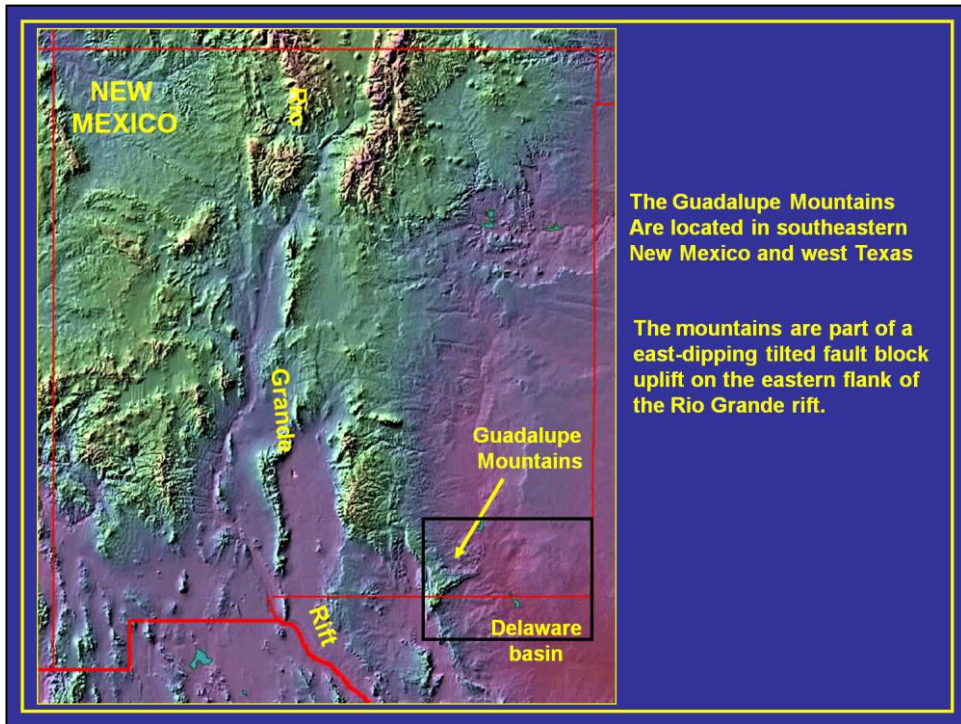 NEW
MEXICO
Rio
Grande
Rift
Guadalupe
Mountains
Delaware
basin
The Guadalupe Mountains
Are located in southeastern
New Mexico and west Texas
The mountains are part of a
east-dipping tilted fault block
uplift on the eastern flank of
the Rio Grande rift.